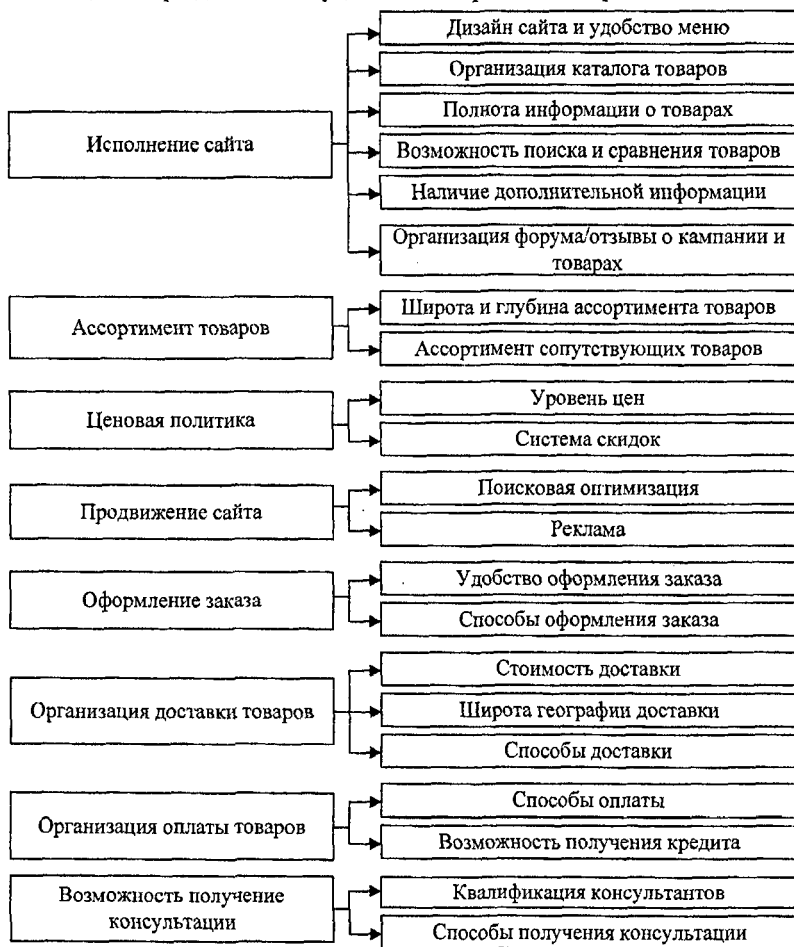 Дизайн сайта и удобство меню
Организация каталога товаров
Полнота информации о товарах
Исполнение сайта
Возможность поиска и сравнения товаров
Наличие дополнительной информации
Организация форума/отзывы о кампании и
товарах
Широта и глубина ассортимента товаров
Ассортимент товаров
Ассортимент сопутствующих товаров
Уровень цен
Ценовая политика
Система скидок
Поисковая оптимизация
Продвижение сайта
Реклама
Удобство оформления заказа
Оформление заказа
Способы оформления заказа
Стоимость доставки
Организация доставки товаров
Широта географии доставки
Способы доставки
Способы оплаты
Организация оплаты товаров
Возможность получения кредита
Возможность получение
консультации
Квалификация консультантов
Способы получения консультации